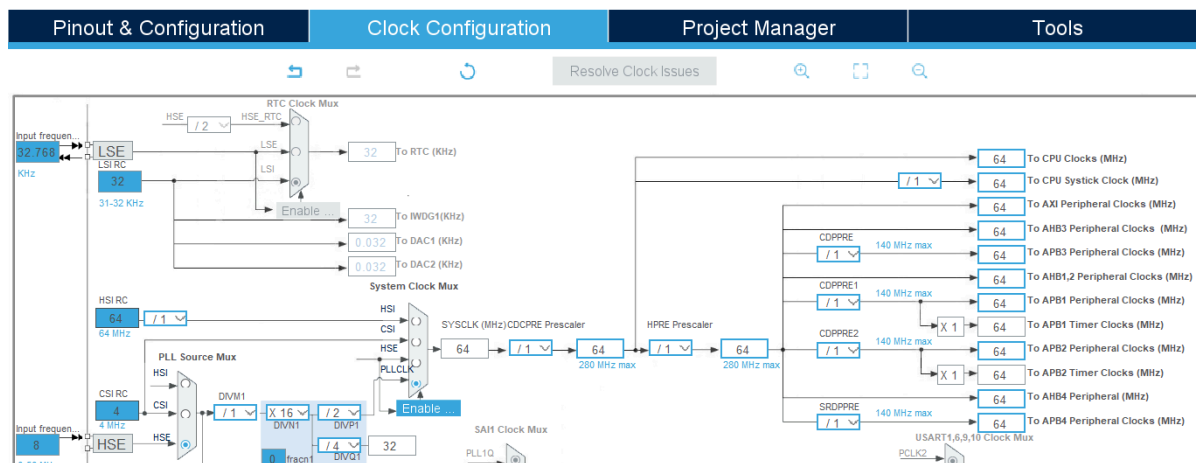 Pinout & Configuration
Clock Configuration
Project Manager
Tools
Resolve Clock Issues
RTC Clock Mux
HSE
/ 2
HSE_RTC
Input frequen...
32.768
KHz
LSE
LSE
32
To RTC (KHz)
LSI RC
32
31-32 KHz
LSI
Enable ...
32
To IWDG1(KHz)
0.032
To DAC1 (KHz)
0.032
To DAC2 (KHz)
System Clock Mux
HSI RC
64
64 MHz
/ 1
HSI
CSI
HSE
PLLCLK
Enable ...
SYSCLK (MHz)
64
CDCPRE Prescaler
/ 1
64
280 MHz max
HPRE Prescaler
/ 1
64
280 MHz max
64
To CPU Clocks (MHz)
/ 1
64
To CPU Systick Clock (MHz)
64
To AXI Peripheral Clocks (MHz)
64
To AHB3 Peripheral Clocks (MHz)
CDPPRE
/ 1
140 MHz max
64
To APB3 Peripheral Clocks (MHz)
64
To AHB1,2 Peripheral Clocks (MHz)
CDPPRE1
/ 1
140 MHz max
64
To APB1 Peripheral Clocks (MHz)
X 1
64
To APB1 Timer Clocks (MHz)
CDPPRE2
/ 1
140 MHz max
64
To APB2 Peripheral Clocks (MHz)
X 1
64
To APB2 Timer Clocks (MHz)
64
To AHB4 Peripheral (MHz)
SRDPPRE
/ 1
140 MHz max
64
To APB4 Peripheral Clocks (MHz)
PLL Source Mux
HSI
CSI RC
4
4 MHz
CSI
Input frequen...
8
HSE
HSE
DIVM1
/ 1
X 16
DIVN1
/ 2
DIVP1
/ 4
DIVQ1
32
0
fracn1
SAI1 Clock Mux
PLL1Q
USART1,6,9,10 Clock Mux
PCLK2